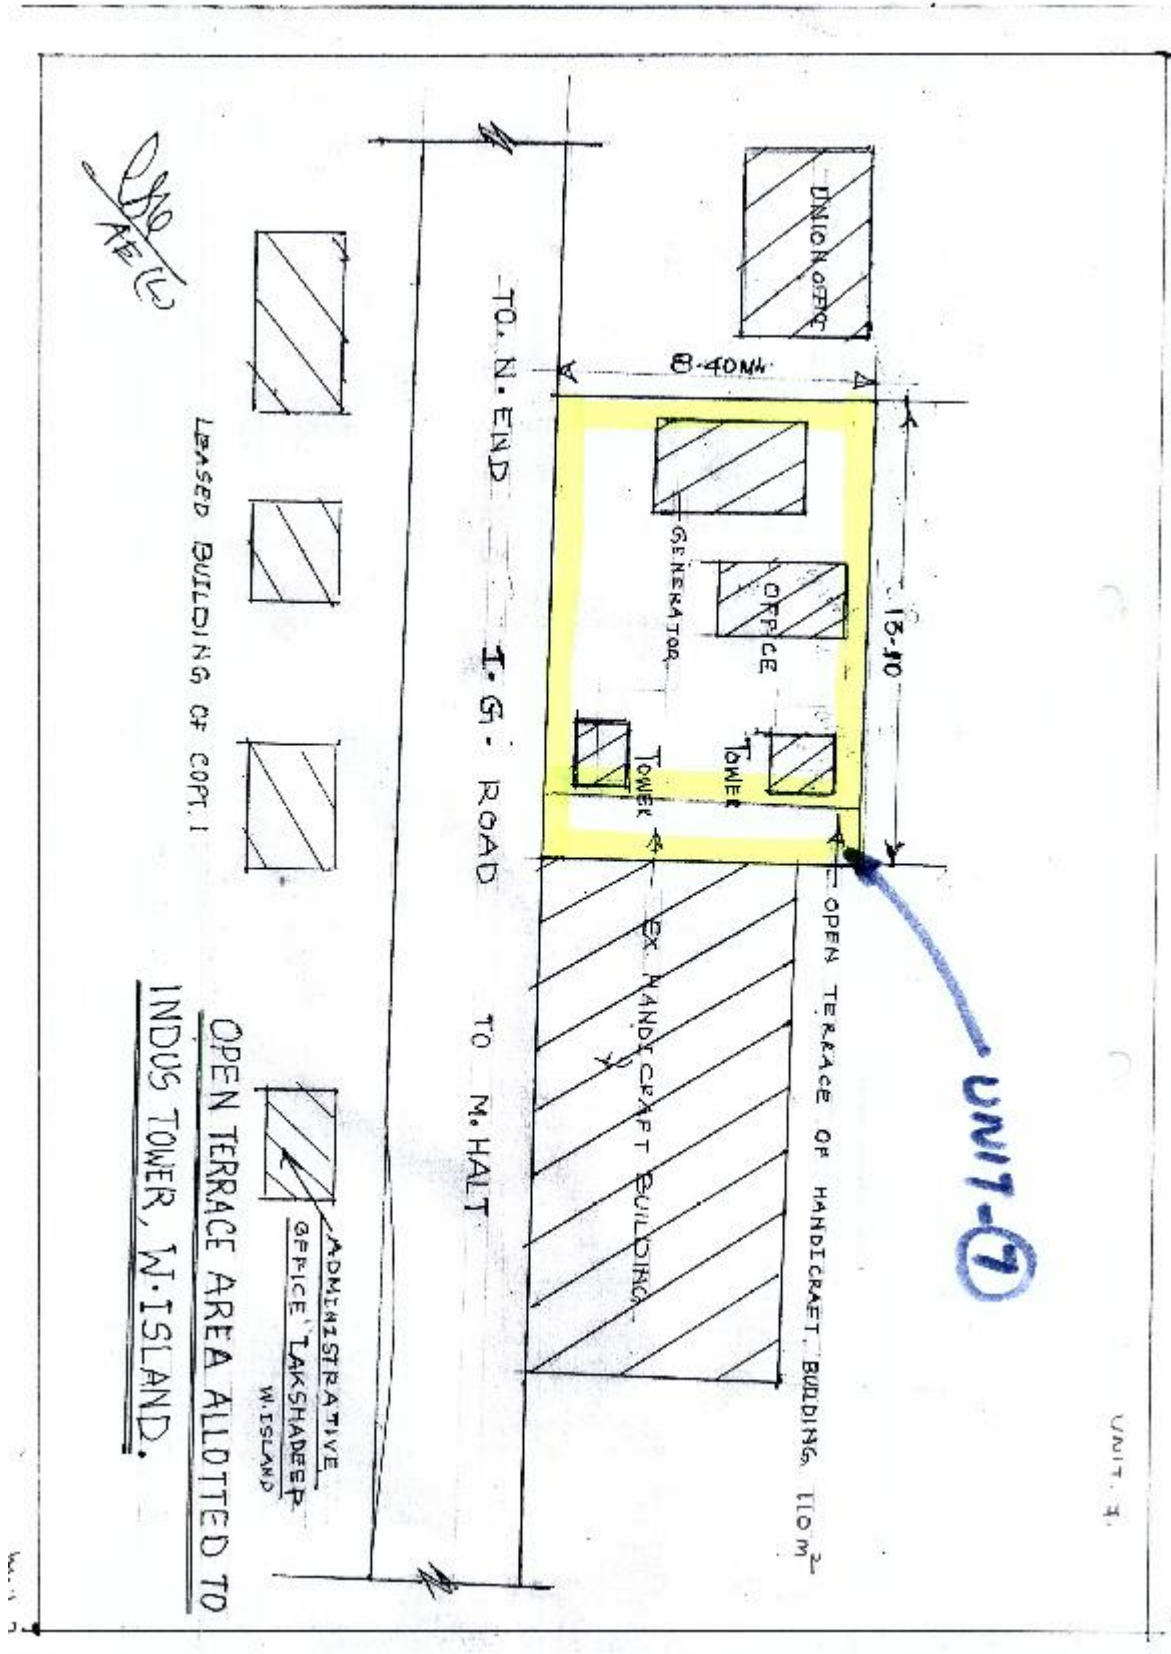 UNIT. 7.
UNIT-7
UNION OFFICE
8.40M
13.10
GENERATOR
OFFICE
TOWER
TOWER
OPEN TERRACE OF HANDICRAFT BUILDING, 110 m²
EX. HANDICRAFT BUILDING
TO. N. END I. G. ROAD TO M. HALT
LEASED BUILDING OF COPT.
ADMINISTRATIVE
OFFICE LAKSHADEEP
W. ISLAND
AE(L)
OPEN TERRACE AREA ALLOTTED TO
INDUS TOWER, W. ISLAND.